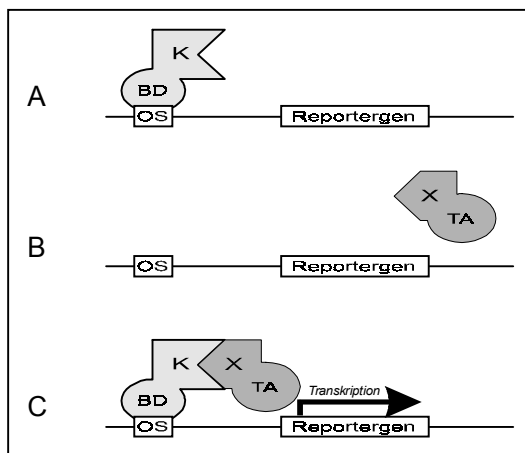 K
A
BD
OS Reportergen
X
TA
B
OS Reportergen
K X
TA
Transkription
C
BD
OS Reportergen